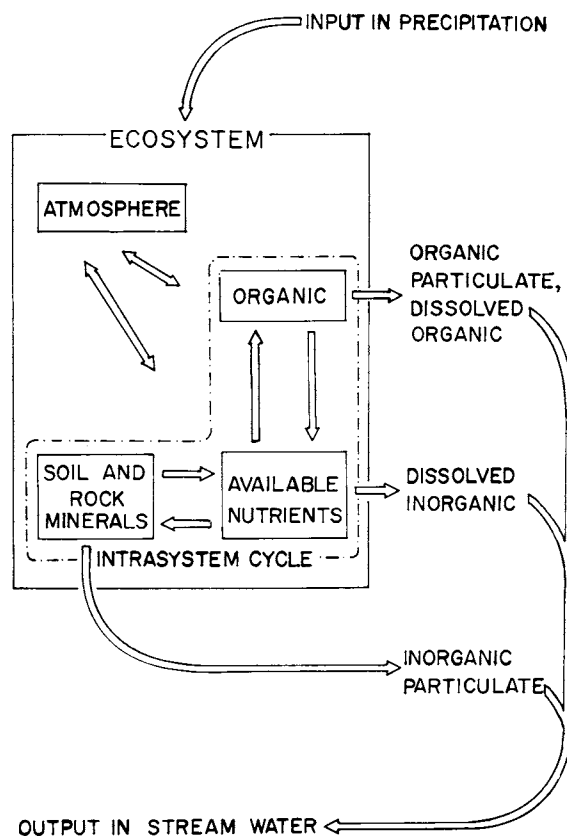 INPUT IN PRECIPITATION
ECOSYSTEM
ATMOSPHERE
ORGANIC
ORGANIC
PARTICULATE,
DISSOLVED
ORGANIC
SOIL AND
ROCK
MINERALS
AVAILABLE
NUTRIENTS
DISSOLVED
INORGANIC
INTRASYSTEM CYCLE
INORGANIC
PARTICULATE
OUTPUT IN STREAM WATER